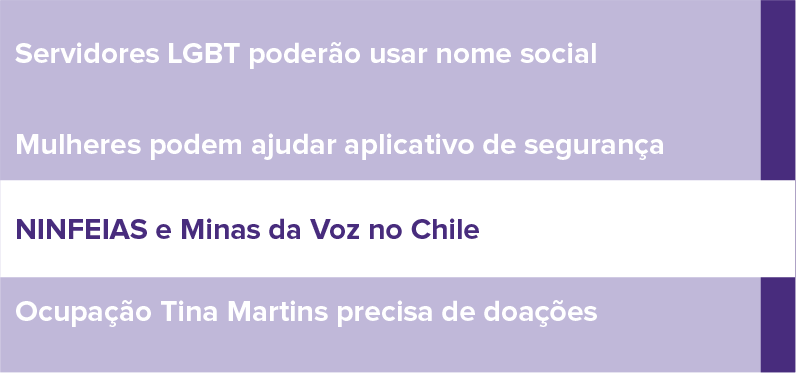 Servidores LGBT poderão usar nome social
Mulheres podem ajudar aplicativo de segurança
NINFEIAS e Minas da Voz no Chile
Ocupação Tina Martins precisa de doações